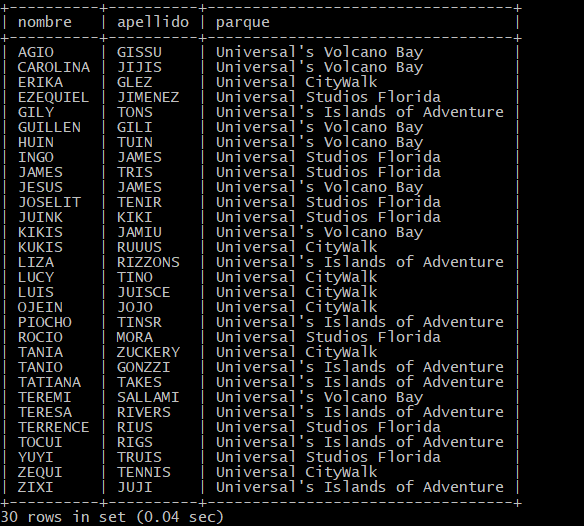 +----------+----------+--------------------------------+
| nombre   | apellido | parque                         |
+----------+----------+--------------------------------+
| AGIO     | GISSU    | Universal's Volcano Bay        |
| CAROLINA | JIJIS    | Universal's Volcano Bay        |
| ERIKA    | GLEZ     | Universal CityWalk             |
| EZEQUIEL | JIMENEZ  | Universal Studios Florida      |
| GILY     | TONS     | Universal's Islands of Adventure |
| GUILLEN  | GILI     | Universal's Volcano Bay        |
| HUIN     | TUIN     | Universal's Volcano Bay        |
| INGO     | JAMES    | Universal Studios Florida      |
| JAMES    | TRIS     | Universal Studios Florida      |
| JESUS    | JAMES    | Universal's Volcano Bay        |
| JOSELIT  | TENIR    | Universal Studios Florida      |
| JUINK    | KIKI     | Universal Studios Florida      |
| KIKIS    | JAMIU    | Universal's Volcano Bay        |
| KUKIS    | RUUUS    | Universal CityWalk             |
| LIZA     | RIZZONS  | Universal's Islands of Adventure |
| LUCY     | TINO     | Universal CityWalk             |
| LUIS     | JUISCE   | Universal CityWalk             |
| OJEIN    | JOJO     | Universal CityWalk             |
| PIOCHO   | TINSR    | Universal's Islands of Adventure |
| ROCIO    | MORA     | Universal Studios Florida      |
| TANIA    | ZUCKERY  | Universal CityWalk             |
| TANIO    | GONZZI   | Universal's Islands of Adventure |
| TATIANA  | TAKES    | Universal's Islands of Adventure |
| TEREMI   | SALLAMI  | Universal's Volcano Bay        |
| TERESA   | RIVERS   | Universal's Islands of Adventure |
| TERRENCE | RIUS     | Universal Studios Florida      |
| TOCUI    | RIGS     | Universal's Islands of Adventure |
| YUYI     | TRUIS    | Universal Studios Florida      |
| ZEQUI    | TENNIS   | Universal CityWalk             |
| ZIXI     | JUJI     | Universal's Islands of Adventure |
+----------+----------+--------------------------------+
30 rows in set (0.04 sec)